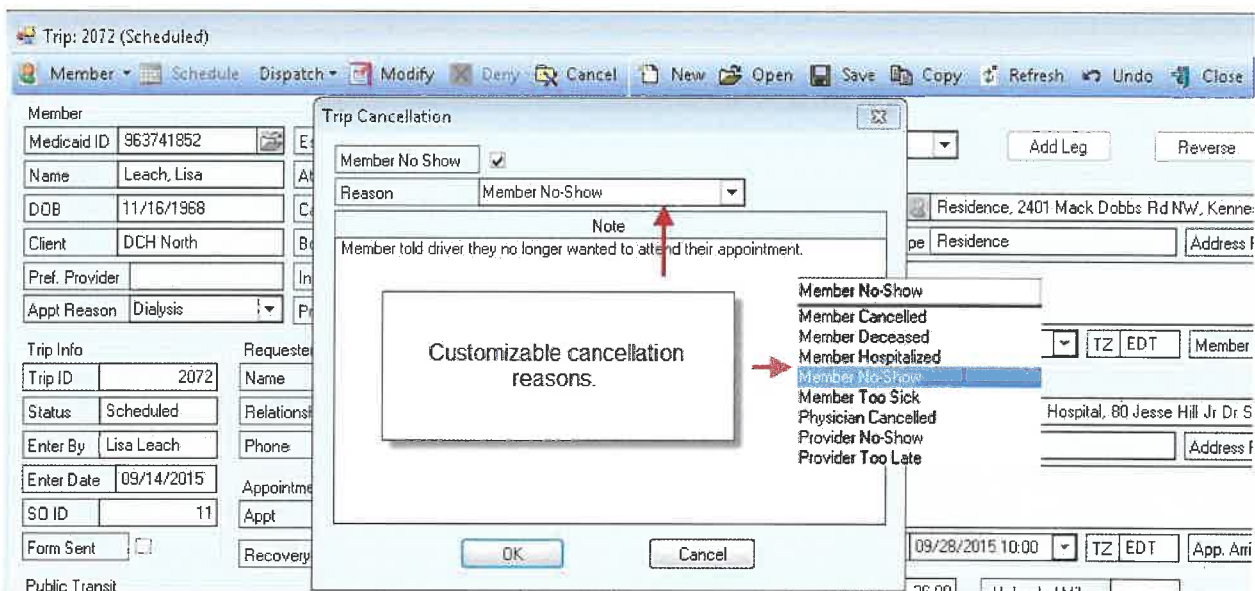 Trip: 2072 (Scheduled)
Member Schedule Dispatch Modify Deny Cancel New Open Save Copy Refresh Undo Close
Member
Medicaid ID 963741852
Name Leach, Lisa
DOB 11/16/1968
Client DCH North
Pref. Provider
Appt Reason Dialysis
Trip Info
Trip ID 2072
Status Scheduled
Enter By Lisa Leach
Enter Date 09/14/2015
SO ID 11
Form Sent
Public Transit
Name
Phone
Appt
Recovery
Trip Cancellation
Member No Show
Reason Member No-Show
Note
Member told driver they no longer wanted to attend their appointment.
Customizable cancellation
reasons.
OK Cancel
Member No-Show
Member Cancelled
Member Deceased
Member Hospitalized
Member No-Show
Member Too Sick
Physician Cancelled
Provider No-Show
Provider Too Late
Add Leg Reverse
Residence, 2401 Mack Dobbs Rd NW,
Residence Address
TZ EDT Member
Hospital, 80 Jesse Hill Jr Dr S
Address
09/28/2015 10:00 TZ EDT App. Arri